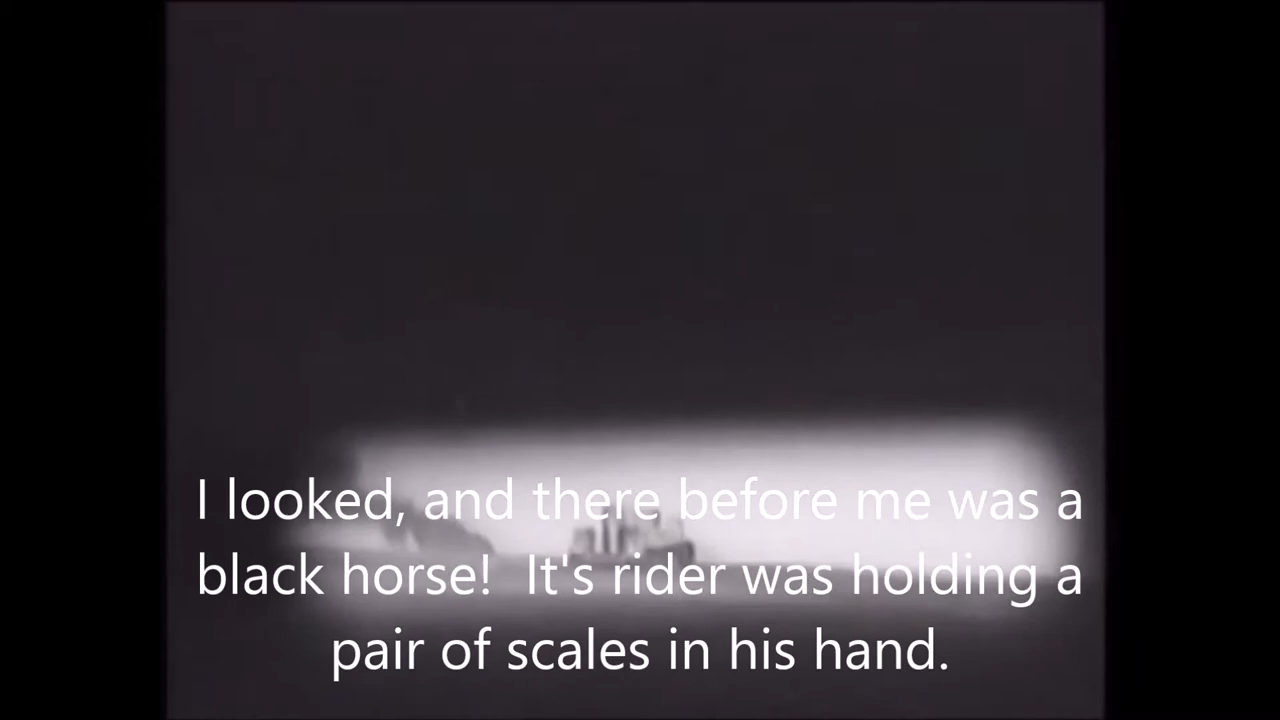 I looked, and there before me was a
black horse!  It's rider was holding a
pair of scales in his hand.